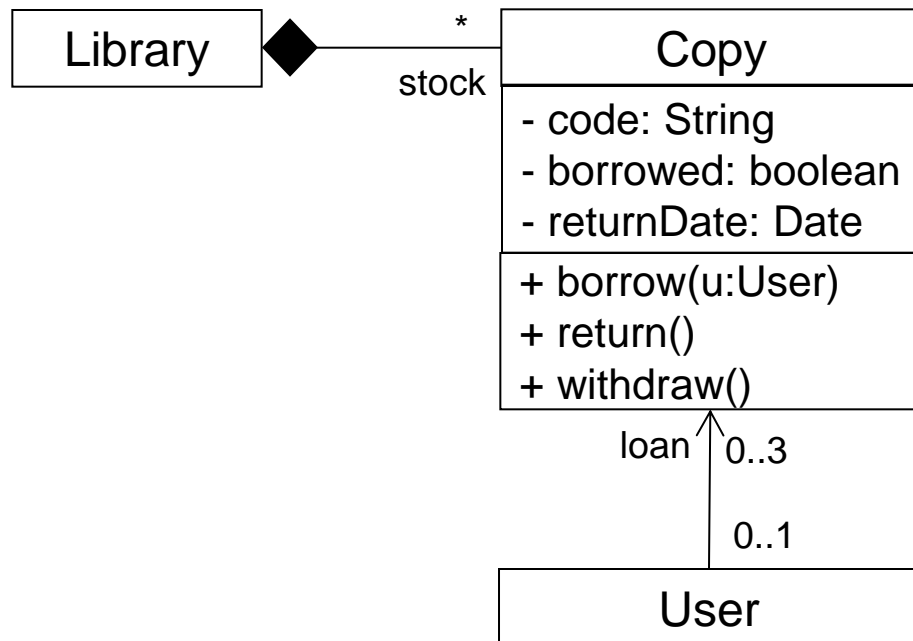 Library
*
stock
Copy
- code: String
- borrowed: boolean
- returnDate: Date
+ borrow(u:User)
+ return()
+ withdraw()
loan
0..3
0..1
User